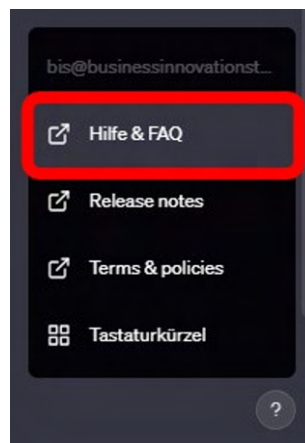 bis@businessinnovationst...
Hilfe & FAQ
Release notes
Terms & policies
Tastaturkürzel
?